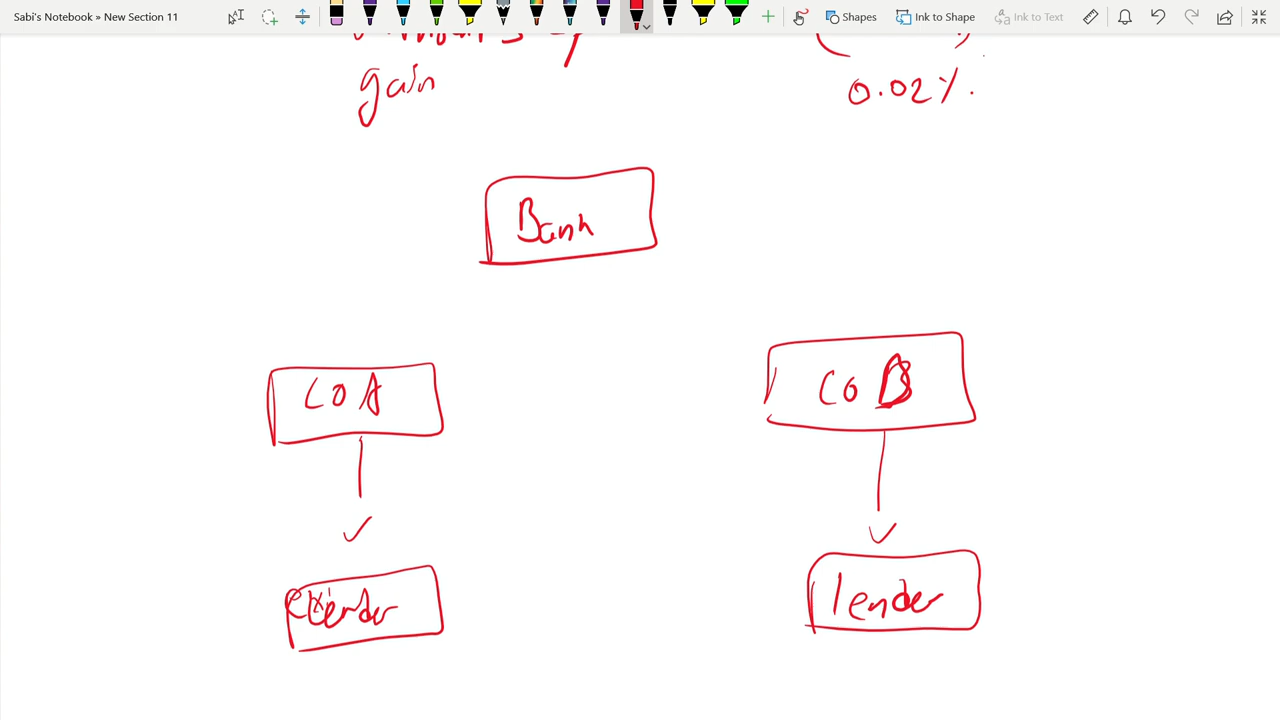 Sabi's Notebook » New Section 11
Shapes
Ink to Shape
Ink to Text
gain
0.02%.
Bank
CO A
CO B
lender